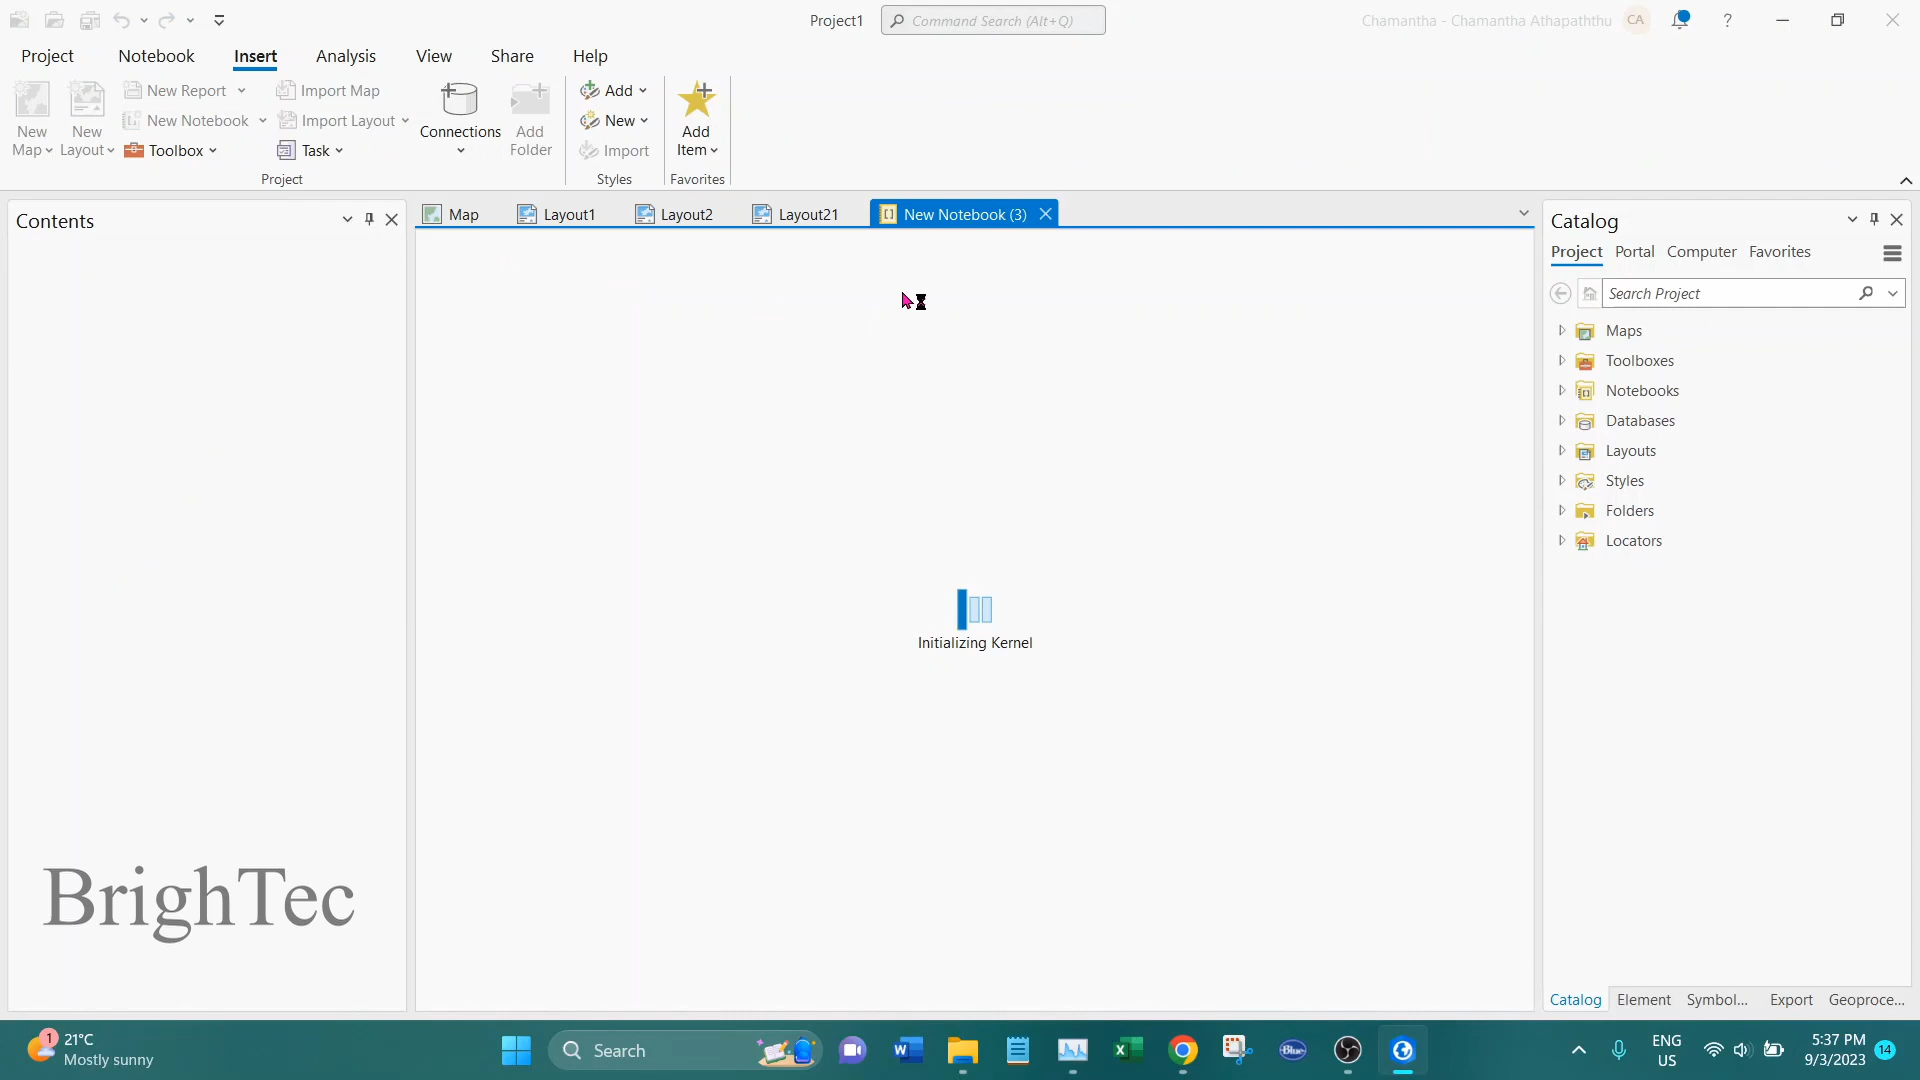 Project1
Command Search (Alt+Q)
Chamantha - Chamantha Athapaththu
CA
?
Project
Notebook
Insert
Analysis
View
Share
Help
New
Map
New
Layout
New Report
New Notebook
Toolbox
Import Map
Import Layout
Task
Connections
Add
Folder
Project
Add
New
Import
Styles
Add
Item
Favorites
Contents
Map
Layout1
Layout2
Layout21
New Notebook (3)
Catalog
Project
Portal
Computer
Favorites
Search Project
Maps
Toolboxes
Notebooks
Databases
Layouts
Styles
Folders
Locators
Initializing Kernel
BrighTec
Catalog
Element
Symbol...
Export
Geoproce...
1
21°C
Mostly sunny
Search
Blue
ENG
US
5:37 PM
9/3/2023
14